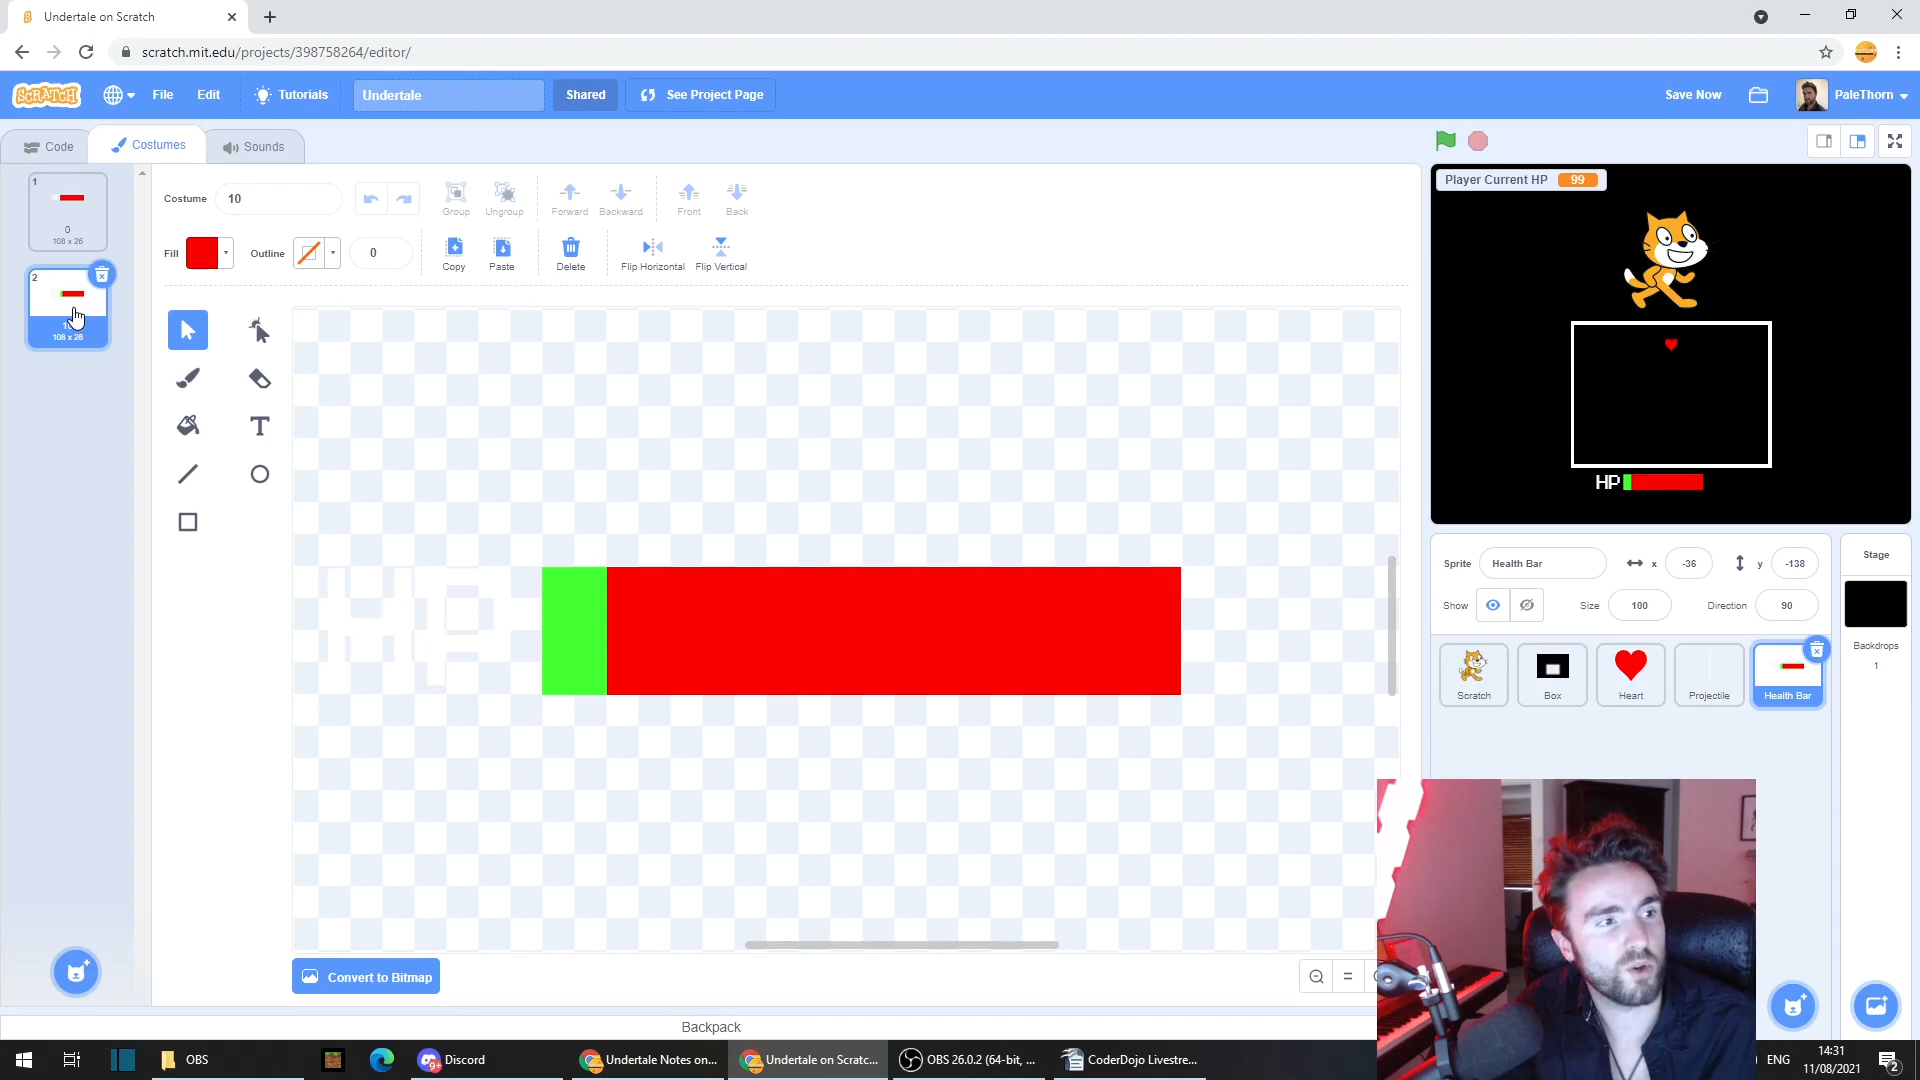 Undertale on Scratch
scratch.mit.edu/projects/398758264/editor/
SCRATCH
File
Edit
Tutorials
Undertale
Shared
See Project Page
Save Now
PaleThorn
Code
Costumes
Sounds
1
0
108 x 26
2
108 x 26
Costume
10
Group
Ungroup
Forward
Backward
Front
Back
Fill
Outline
0
Copy
Paste
Delete
Flip Horizontal
Flip Vertical
T
HP
Convert to Bitmap
Backpack
Player Current HP 99
HP
Sprite
Health Bar
x
-36
y
-138
Show
Size
100
Direction
90
Scratch
Box
Heart
Projectile
Health Bar
Stage
Backdrops
1
OBS
Discord
Undertale Notes on...
Undertale on Scratc...
OBS 26.0.2 (64-bit, ...
CoderDojo Livestre...
ENG
14:31
11/08/2021
2